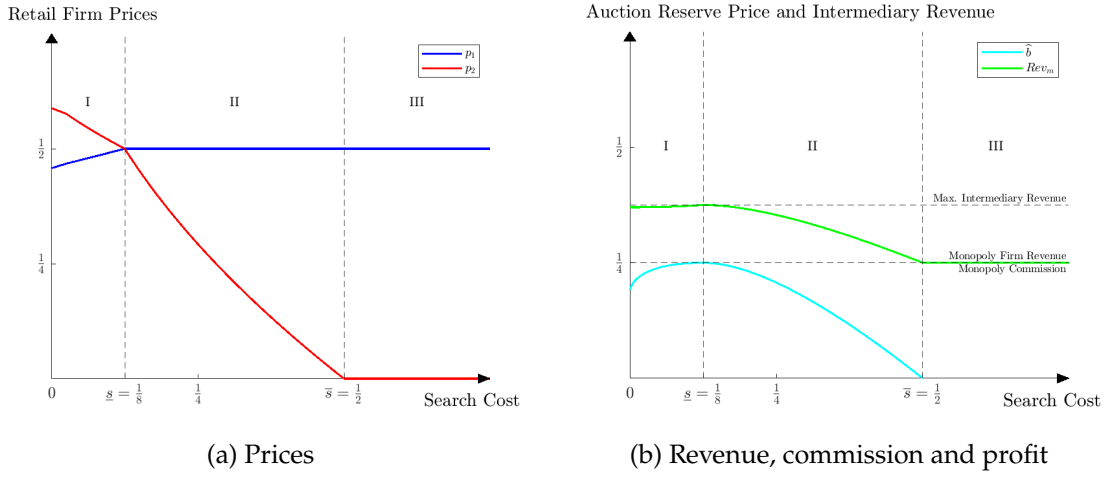 Retail Firm Prices
p₁
p₂
I
II
III
1/2
1/4
0
s̲ = 1/8
1/4
s̄ = 1/2
Search Cost
(a) Prices
Auction Reserve Price and Intermediary Revenue
b̂
Revₘ
I
II
III
1/2
Max. Intermediary Revenue
1/4
Monopoly Firm Revenue
Monopoly Commission
0
s̲ = 1/8
1/4
s̄ = 1/2
Search Cost
(b) Revenue, commission and profit